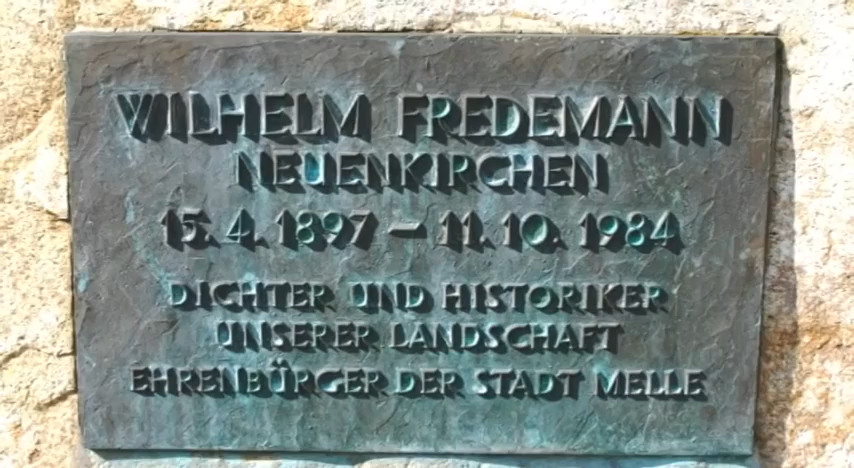 WILHELM FREDEMANN
NEUENKIRCHEN
15. 4. 1897 – 11. 10. 1984
DICHTER UND HISTORIKER
UNSERER LANDSCHAFT
EHRENBÜRGER DER STADT MELLE